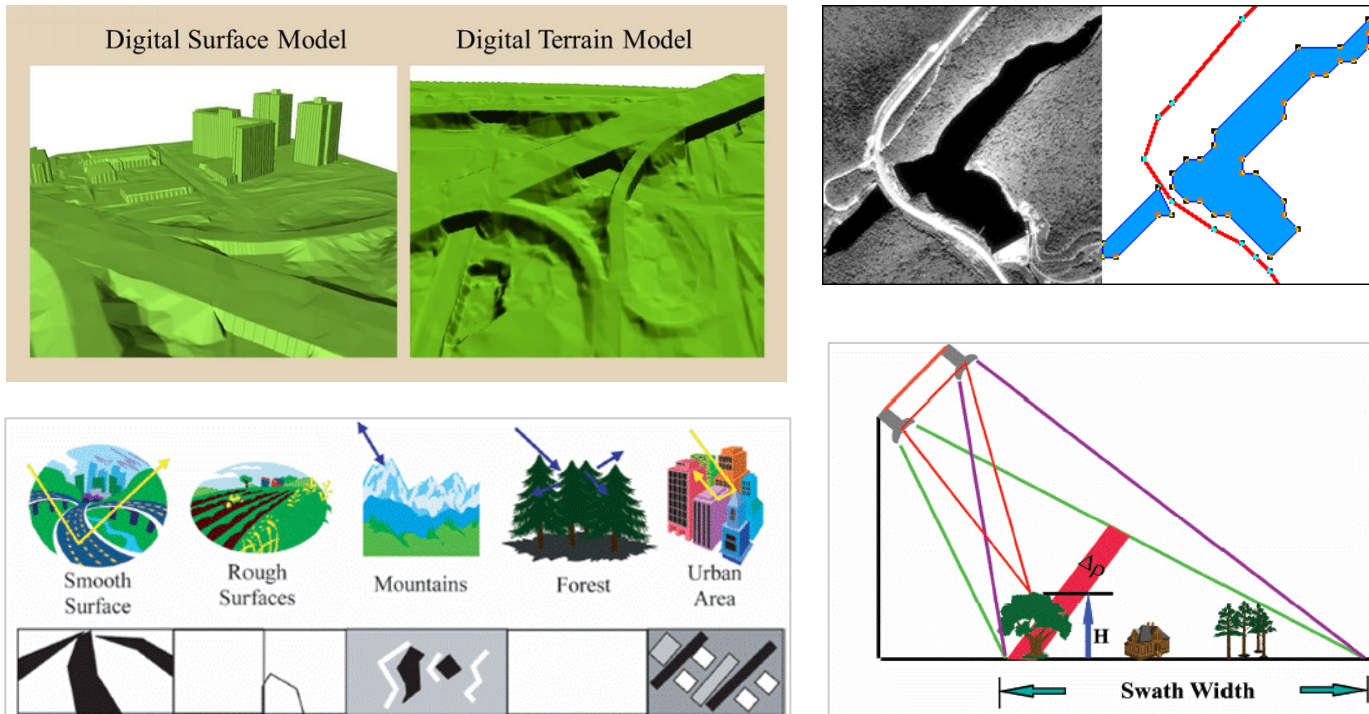 Digital Surface Model
Digital Terrain Model
Smooth
Surface
Rough
Surfaces
Mountains
Forest
Urban
Area
Δρ
H
Swath Width